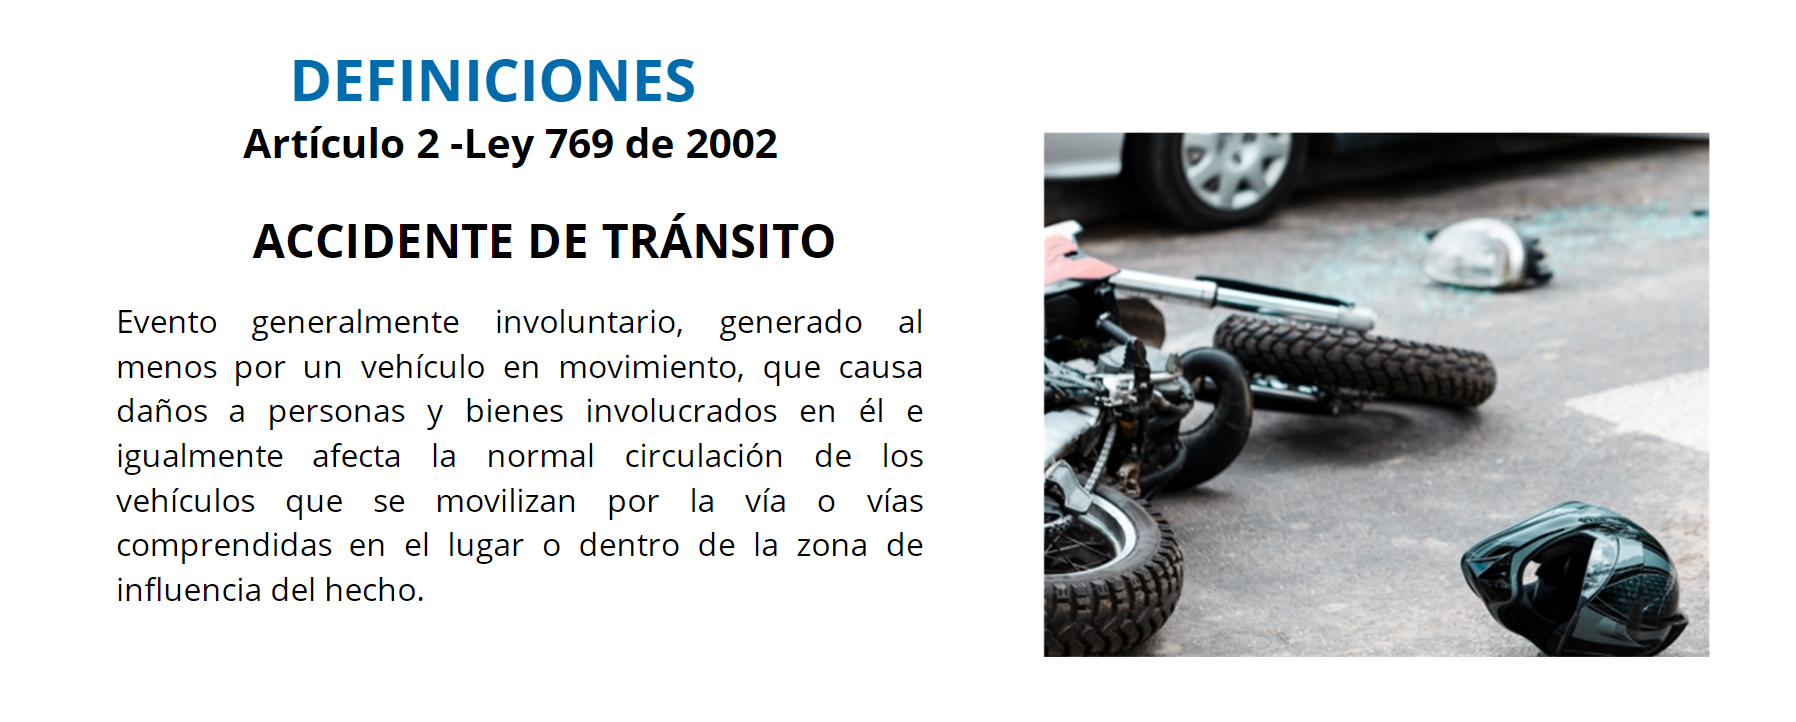 DEFINICIONES
Artículo 2 -Ley 769 de 2002
ACCIDENTE DE TRÁNSITO
Evento generalmente involuntario, generado al
menos por un vehículo en movimiento, que causa
daños a personas y bienes involucrados en él e
igualmente afecta la normal circulación de los
vehículos que se movilizan por la vía o vías
comprendidas en el lugar o dentro de la zona de
influencia del hecho.